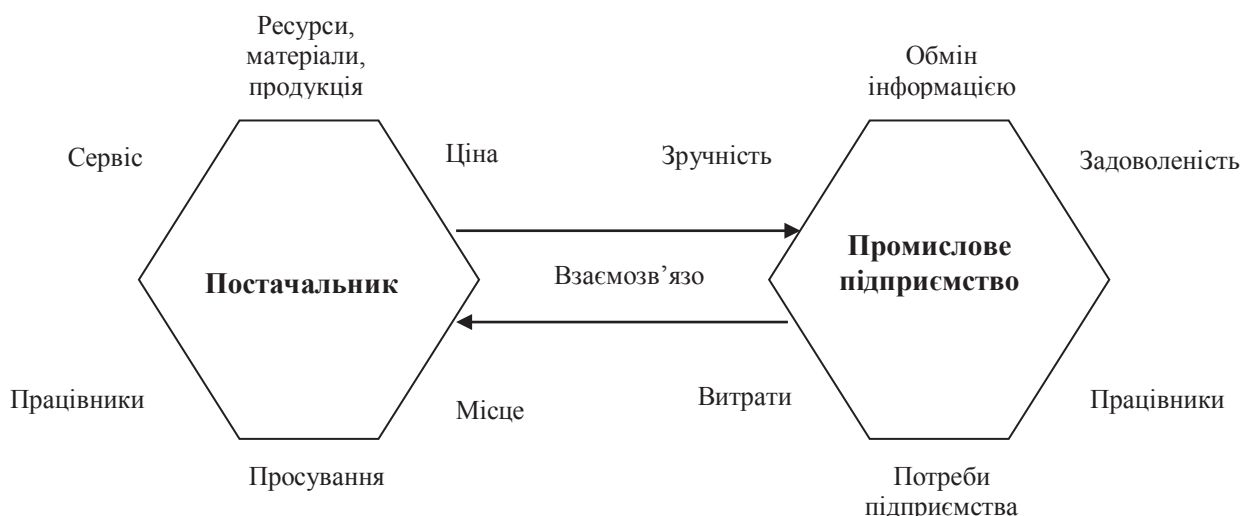 Ресурси,
матеріали,
продукція
Обмін
інформацією
Сервіс
Ціна
Зручність
Задоволеність
Постачальник
Взаємозв’язо
Промислове
підприємство
Працівники
Місце
Витрати
Працівники
Просування
Потреби
підприємства